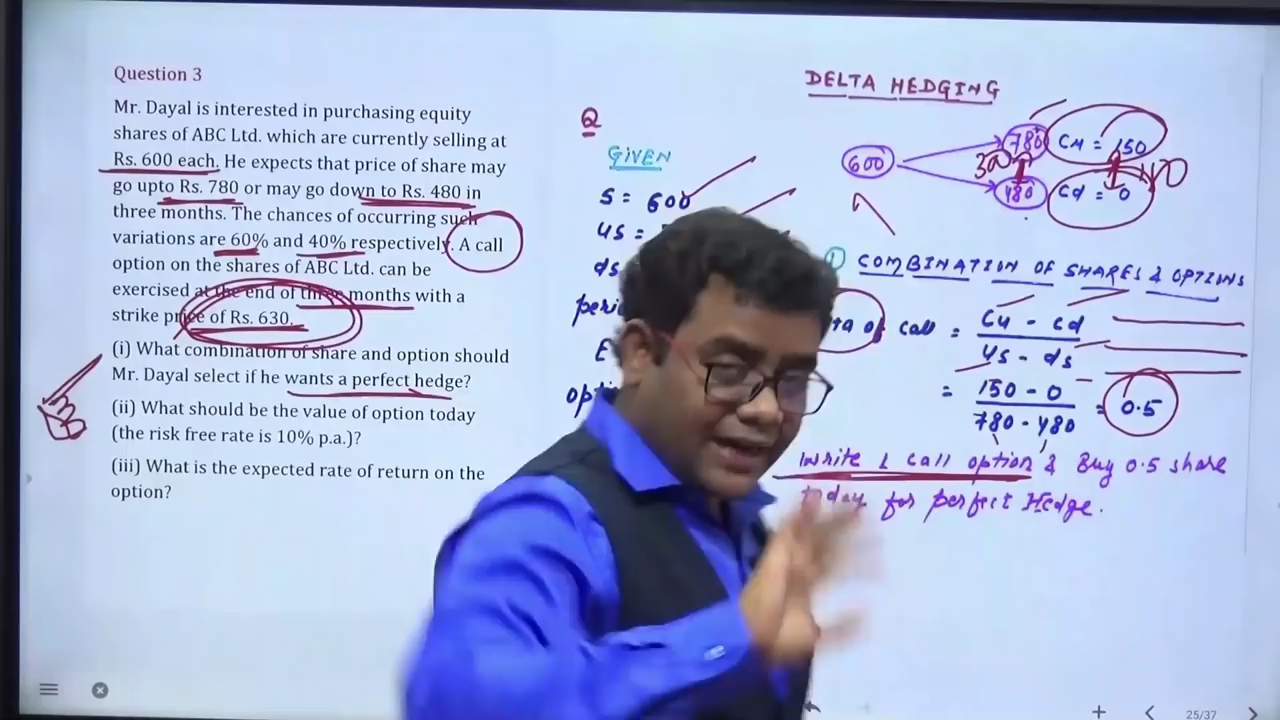 Question 3
Mr. Dayal is interested in purchasing equity
shares of ABC Ltd. which are currently selling at
Rs. 600 each. He expects that price of share may
go upto Rs. 780 or may go down to Rs. 480 in
three months. The chances of occurring such
variations are 60% and 40% respectively. A call
option on the shares of ABC Ltd. can be
exercised at the end of three months with a
strike price of Rs. 630.
(i) What combination of share and option should
Mr. Dayal select if he wants a perfect hedge?
(ii) What should be the value of option today
(the risk free rate is 10% p.a.)?
(iii) What is the expected rate of return on the
option?
DELTA HEDGING
Q
GIVEN
S = 600
us =
ds
E
600
780 Cu = 150
300
480 Cd = 0
① COMBINATION OF SHARES & OPTIONS
of call = Cu - Cd
us - ds
= 150 - 0
780 - 480
= 0.5
Write 1 call option & Buy 0.5 share
today for perfect Hedge.
25/37